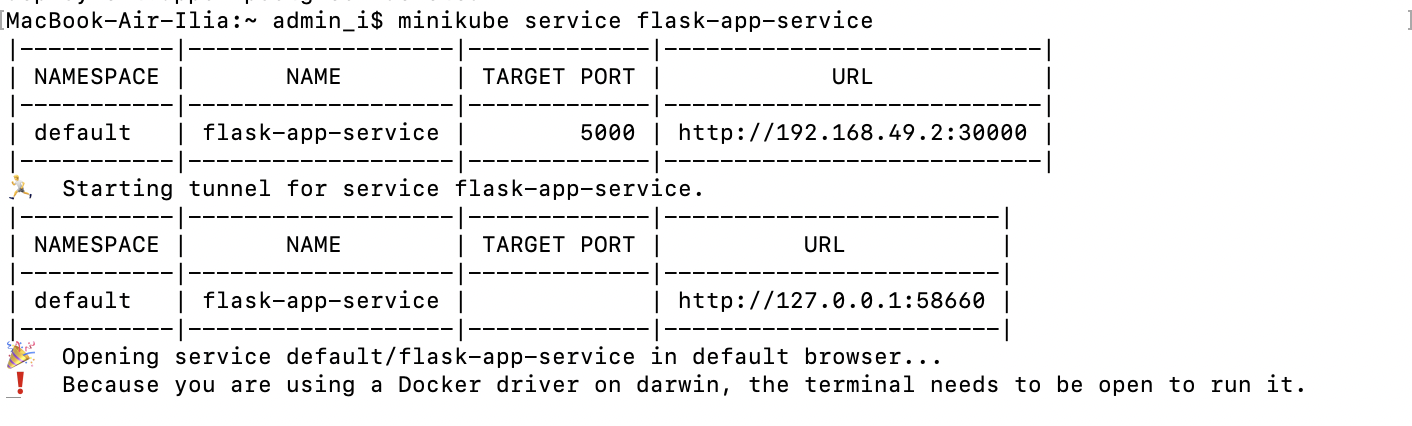 [MacBook-Air-Ilia:~ admin_i$ minikube service flask-app-service ]
|-----------|-------------------|-------------|---------------------------|
| NAMESPACE |       NAME        | TARGET PORT |            URL            |
|-----------|-------------------|-------------|---------------------------|
| default   | flask-app-service |        5000 | http://192.168.49.2:30000 |
|-----------|-------------------|-------------|---------------------------|
🏃  Starting tunnel for service flask-app-service.
|-----------|-------------------|-------------|------------------------|
| NAMESPACE |       NAME        | TARGET PORT |          URL           |
|-----------|-------------------|-------------|------------------------|
| default   | flask-app-service |             | http://127.0.0.1:58660 |
|-----------|-------------------|-------------|------------------------|
🎉  Opening service default/flask-app-service in default browser...
❗  Because you are using a Docker driver on darwin, the terminal needs to be open to run it.